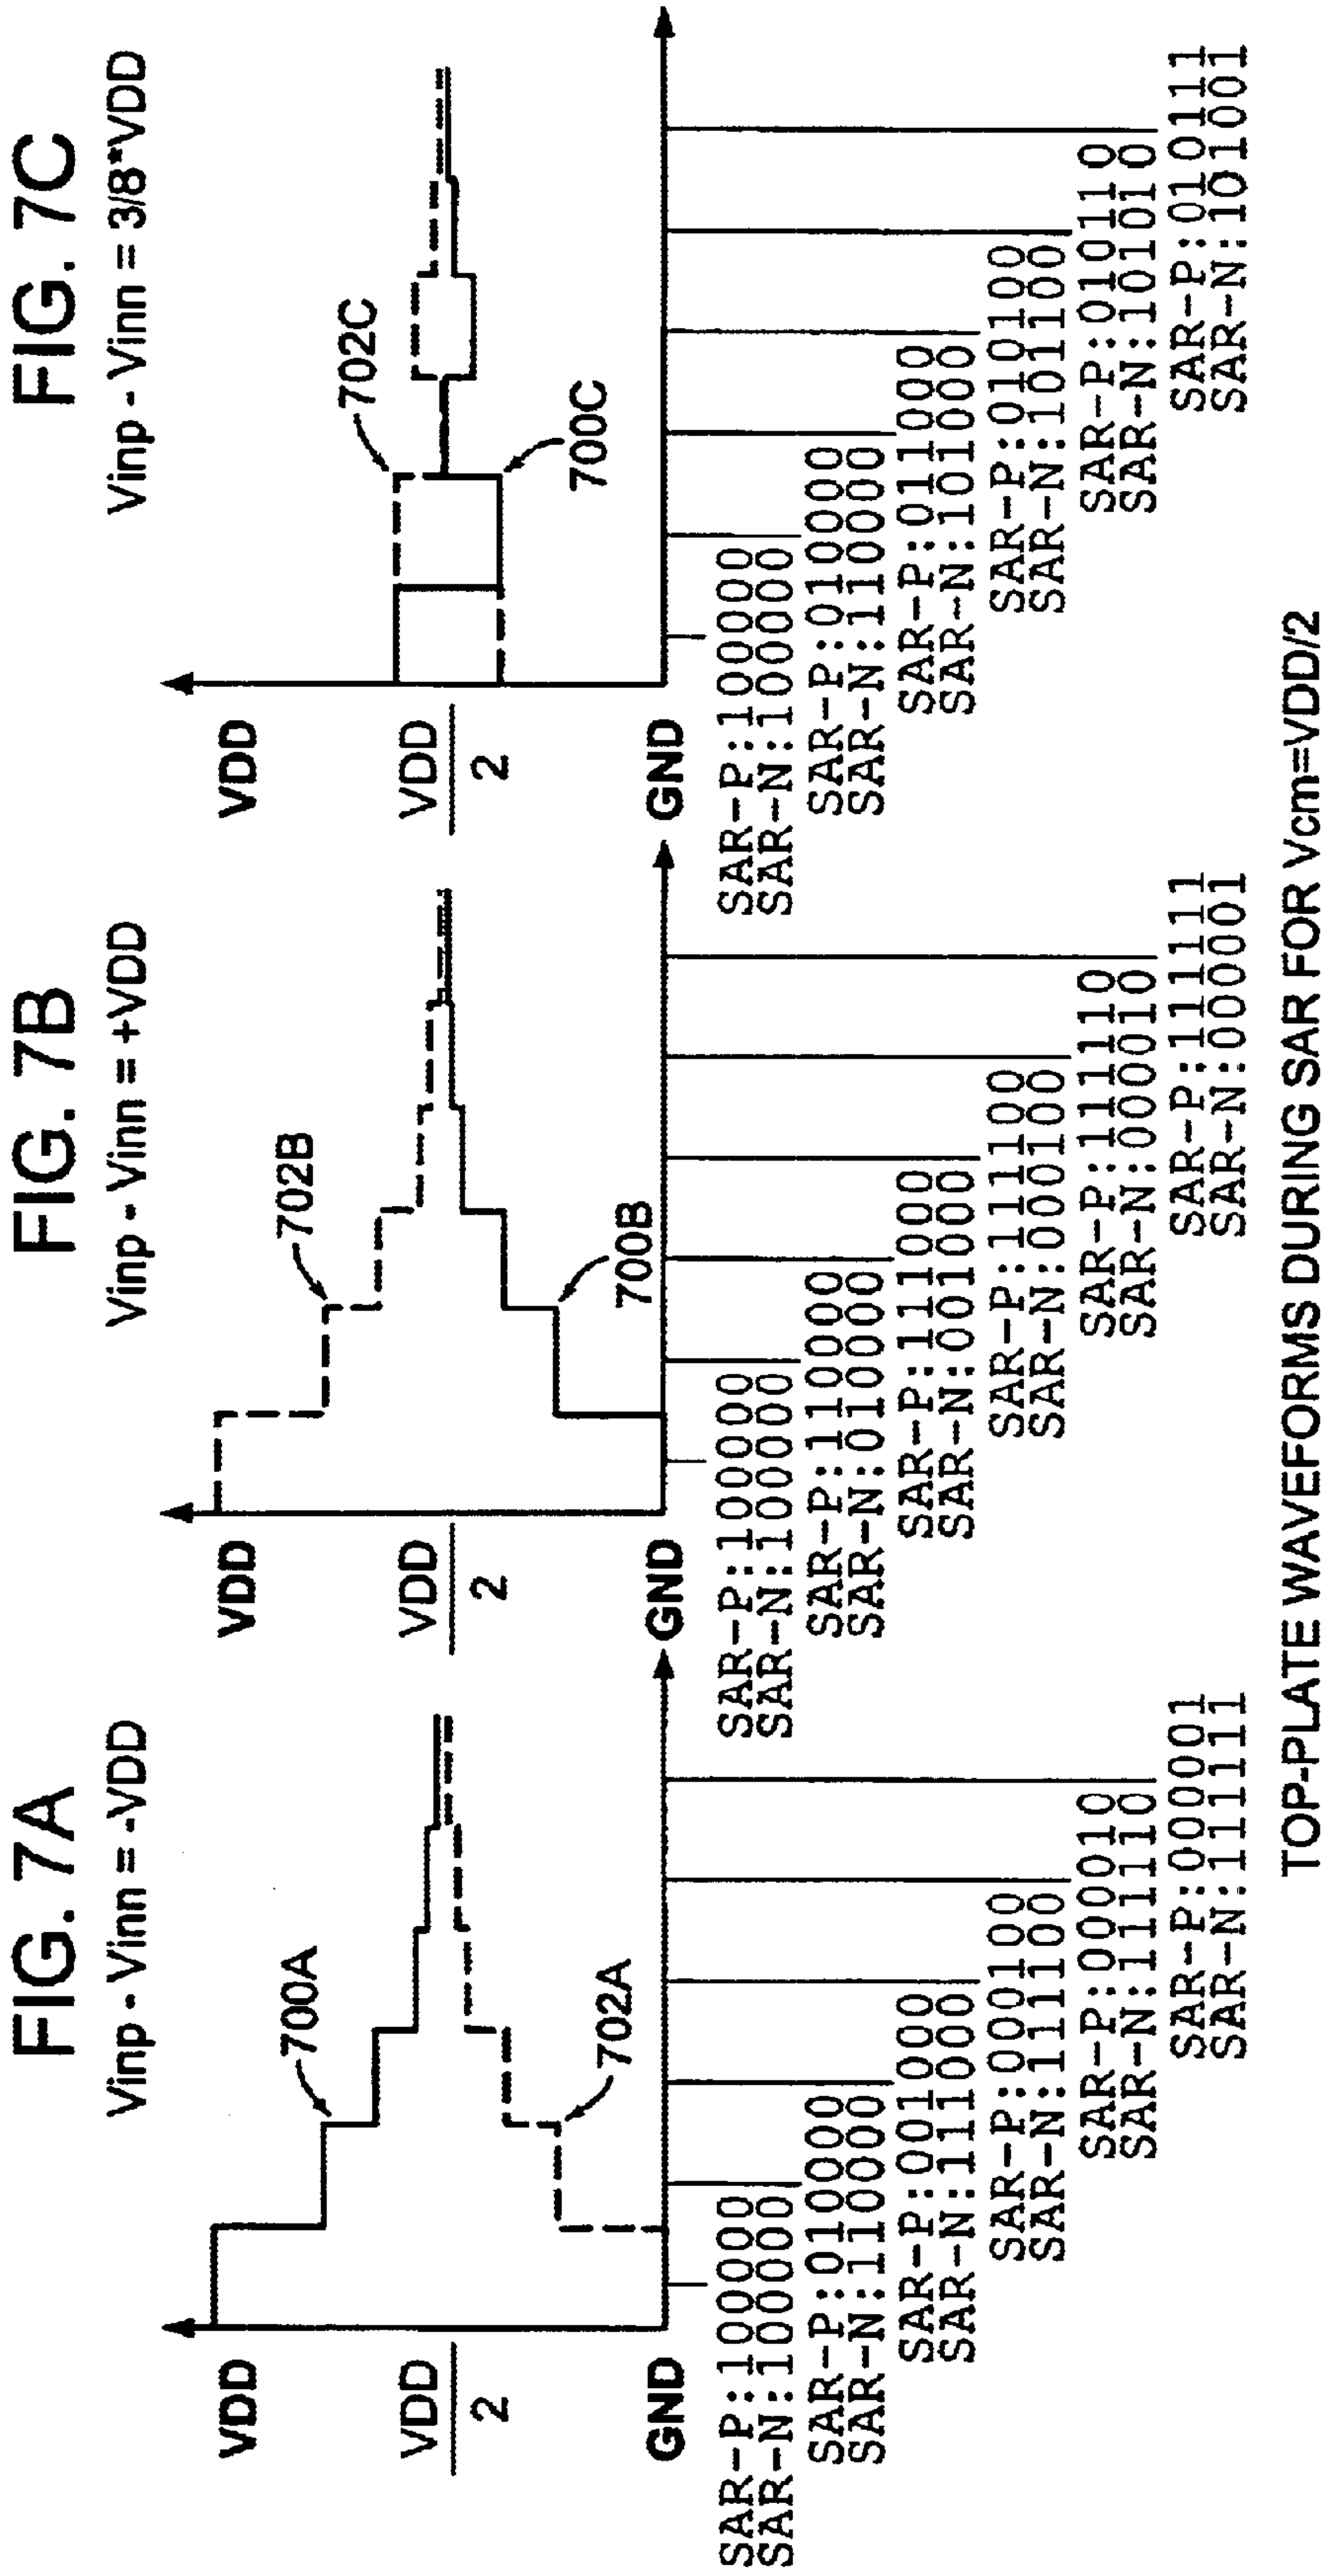 FIG. 7A
Vinp - Vinn = -VDD
VDD
VDD
2
GND
700A
702A
SAR-P:100000
SAR-N:100000
SAR-P:010000
SAR-N:110000
SAR-P:001000
SAR-N:111000
SAR-P:000100
SAR-N:111100
SAR-P:000010
SAR-N:111110
SAR-P:000001
SAR-N:111111
FIG. 7B
Vinp - Vinn = +VDD
VDD
VDD
2
GND
702B
700B
SAR-P:100000
SAR-N:100000
SAR-P:110000
SAR-N:010000
SAR-P:111000
SAR-N:001000
SAR-P:111100
SAR-N:000100
SAR-P:111110
SAR-N:000010
SAR-P:111111
SAR-N:000001
FIG. 7C
Vinp - Vinn = 3/8*VDD
VDD
VDD
2
GND
702C
700C
SAR-P:100000
SAR-N:100000
SAR-P:010000
SAR-N:110000
SAR-P:011000
SAR-N:101000
SAR-P:010100
SAR-N:101100
SAR-P:010110
SAR-N:101010
SAR-P:010111
SAR-N:101001
TOP-PLATE WAVEFORMS DURING SAR FOR Vcm=VDD/2